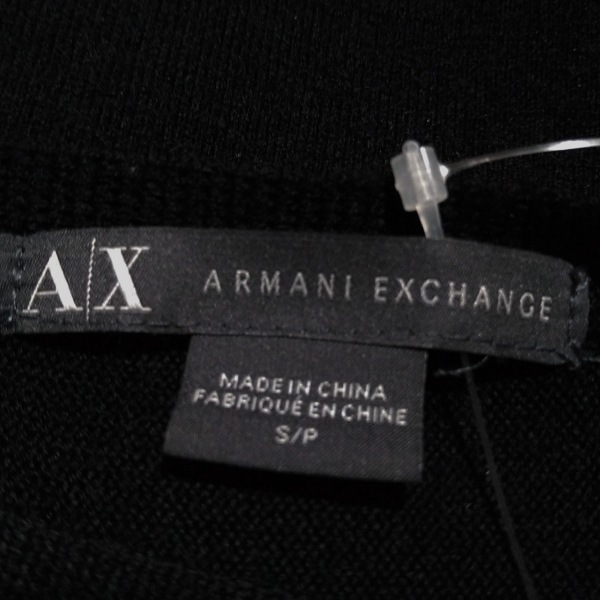 A|X ARMANI EXCHANGE
MADE IN CHINA
FABRIQUÉ EN CHINE
S/P